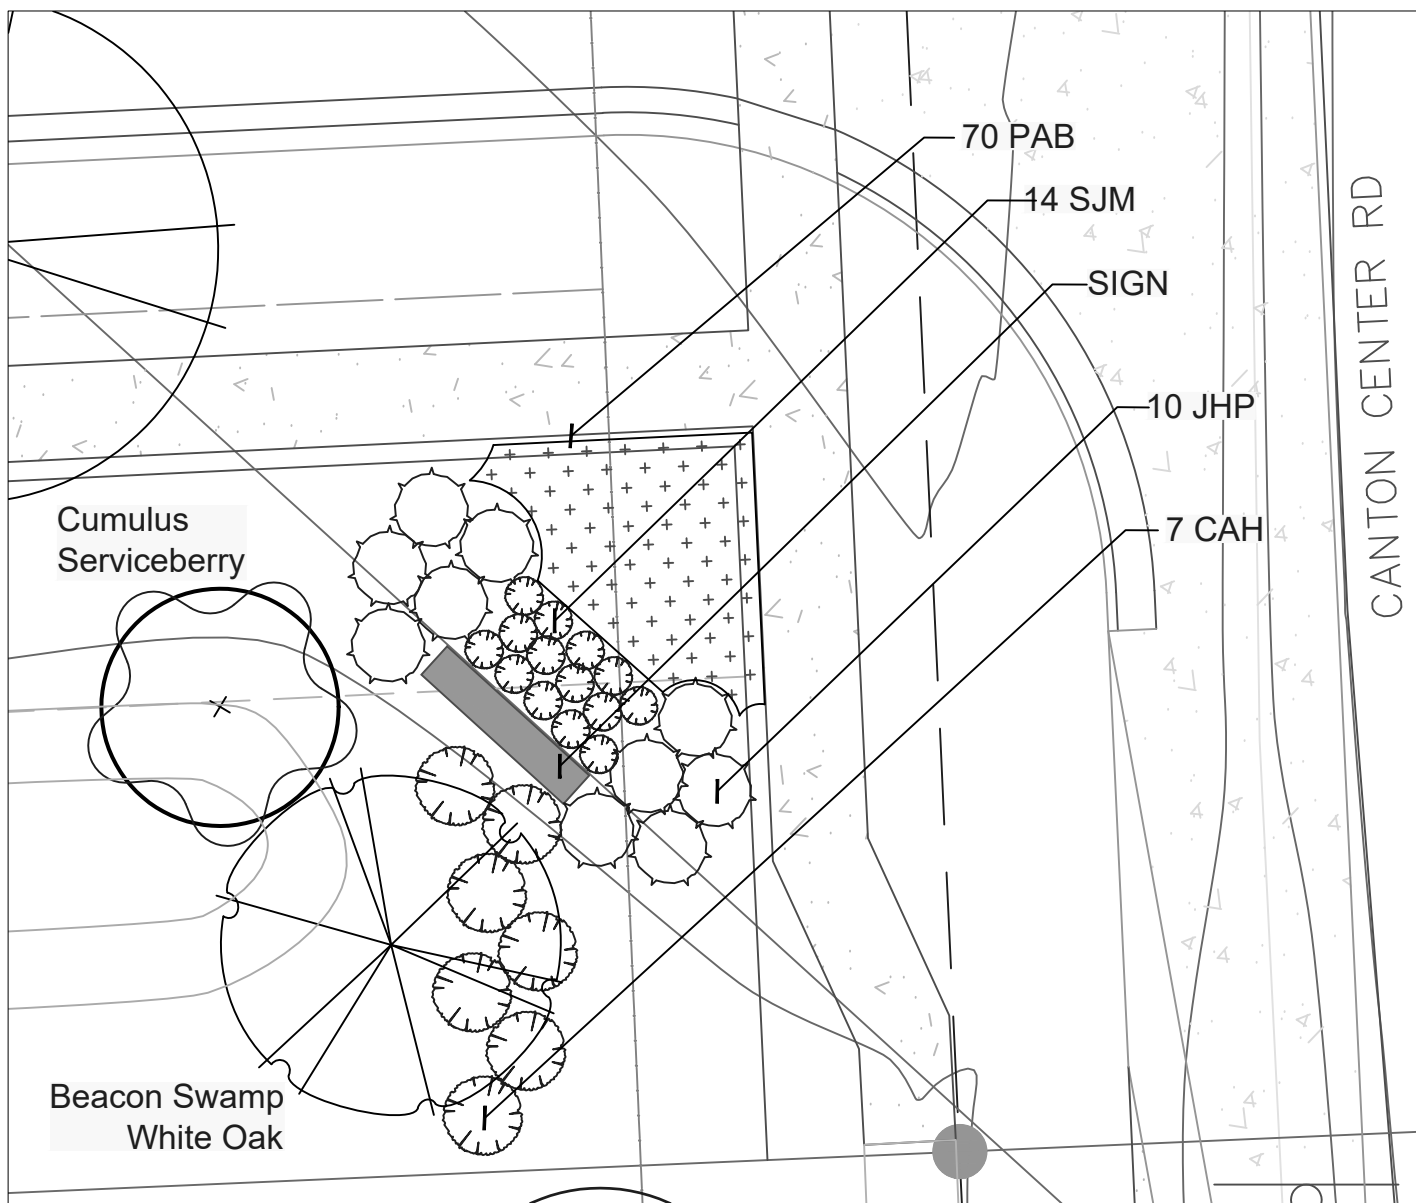 70 PAB
14 SJM
SIGN
10 JHP
7 CAH
CANTON CENTER RD
Cumulus
Serviceberry
Beacon Swamp
White Oak